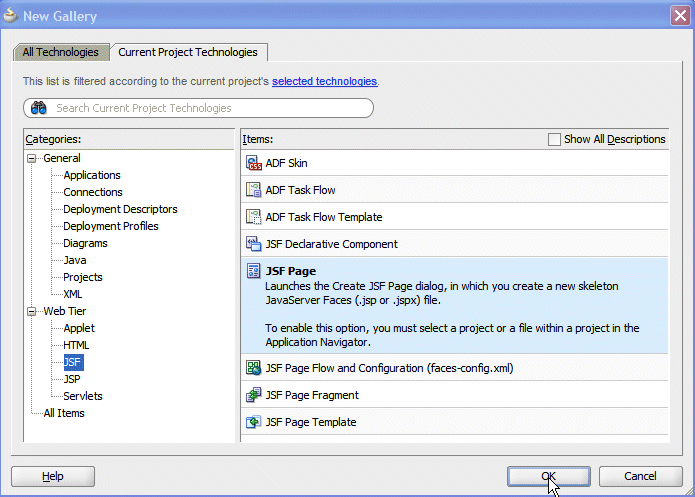 New Gallery
All Technologies
Current Project Technologies
This list is filtered according to the current project's selected technologies.
Search Current Project Technologies
Categories:
General
Applications
Connections
Deployment Descriptors
Deployment Profiles
Diagrams
Java
Projects
XML
Web Tier
Applet
HTML
JSF
JSP
Servlets
All Items
Items:
Show All Descriptions
ADF Skin
ADF Task Flow
ADF Task Flow Template
JSF Declarative Component
JSF Page
Launches the Create JSF Page dialog, in which you create a new skeleton
JavaServer Faces (.jsp or .jspx) file.
To enable this option, you must select a project or a file within a project in the
Application Navigator.
JSF Page Flow and Configuration (faces-config.xml)
JSF Page Fragment
JSF Page Template
Help
OK
Cancel